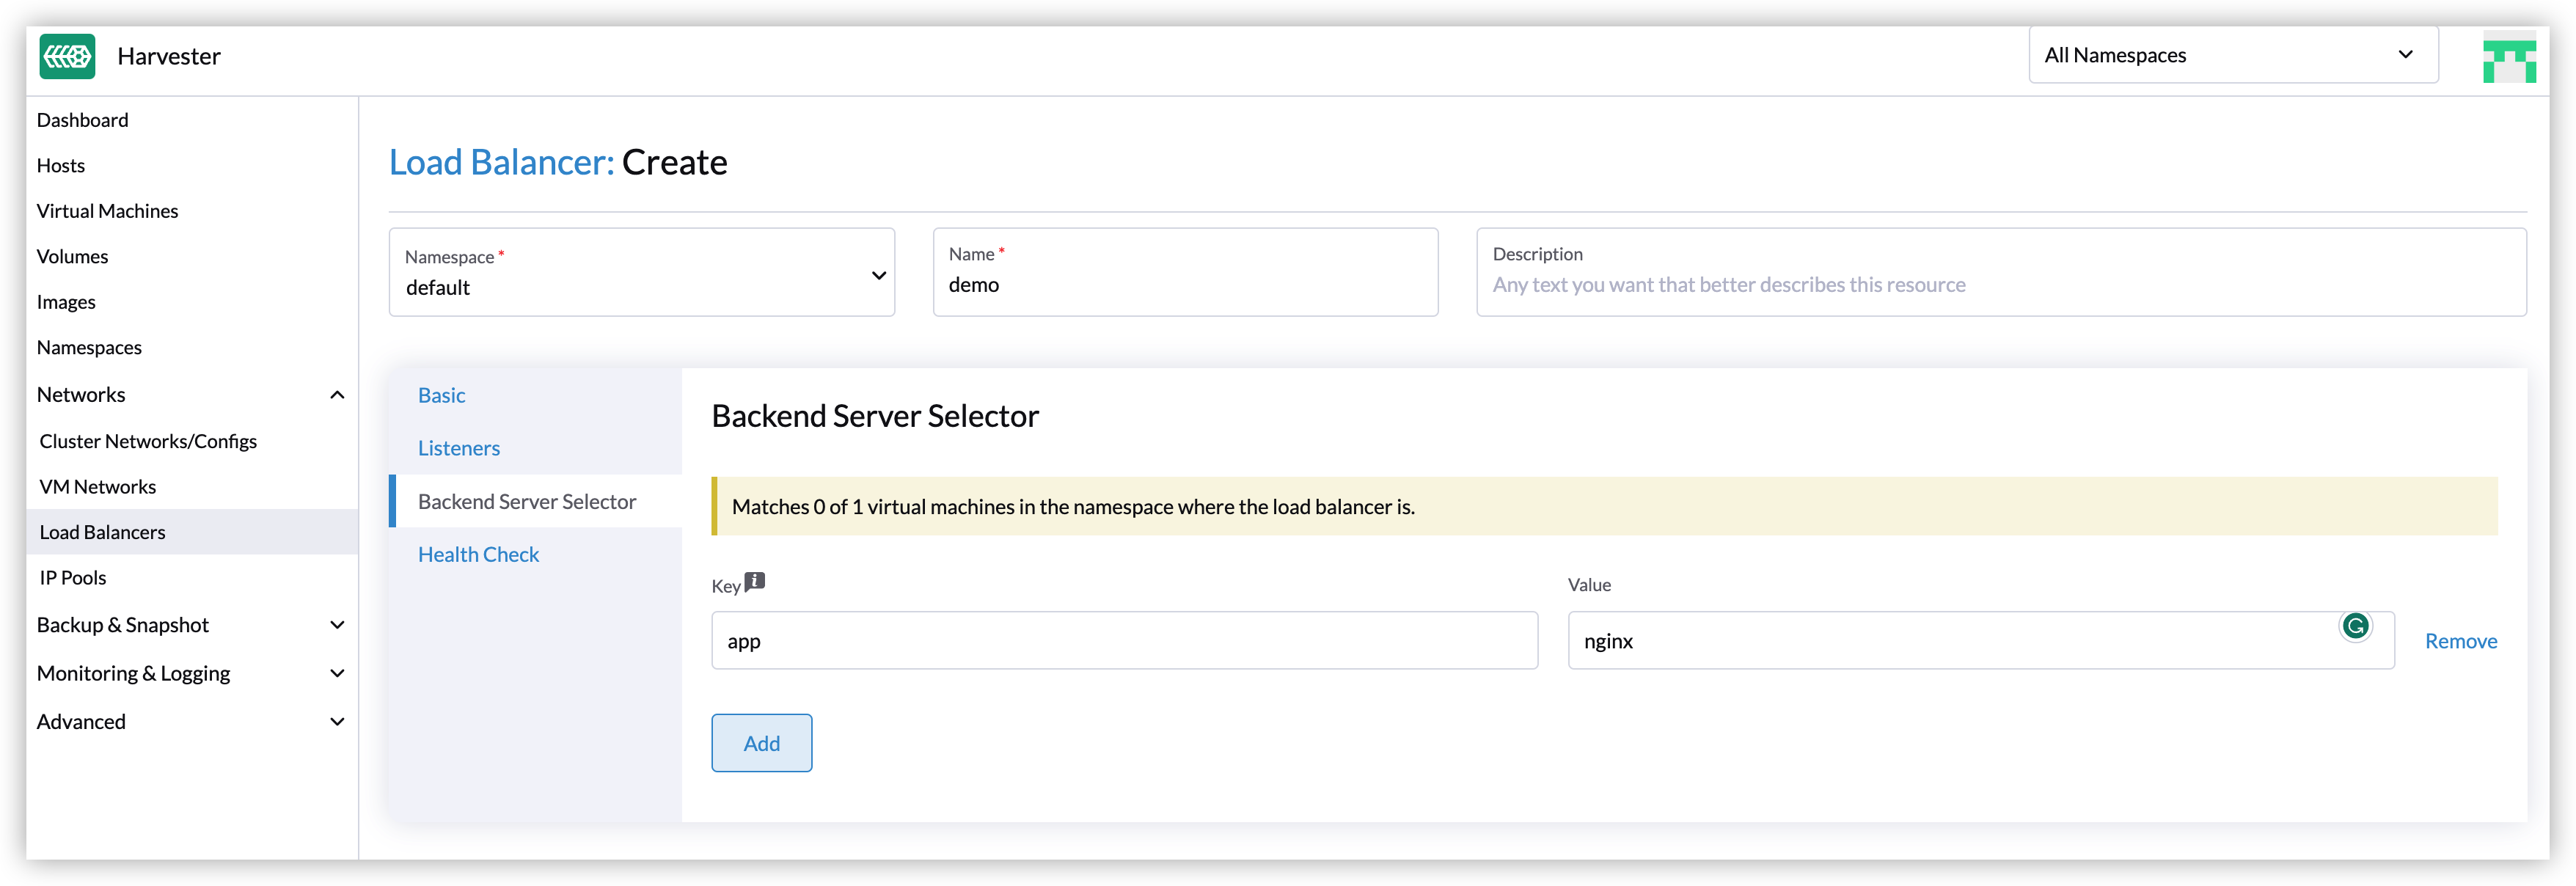 Harvester
All Namespaces
Dashboard
Hosts
Virtual Machines
Volumes
Images
Namespaces
Networks
Cluster Networks/Configs
VM Networks
Load Balancers
IP Pools
Backup & Snapshot
Monitoring & Logging
Advanced
Load Balancer: Create
Namespace *
default
Name *
demo
Description
Any text you want that better describes this resource
Basic
Listeners
Backend Server Selector
Health Check
Backend Server Selector
Matches 0 of 1 virtual machines in the namespace where the load balancer is.
Key
Value
app
nginx
Remove
Add